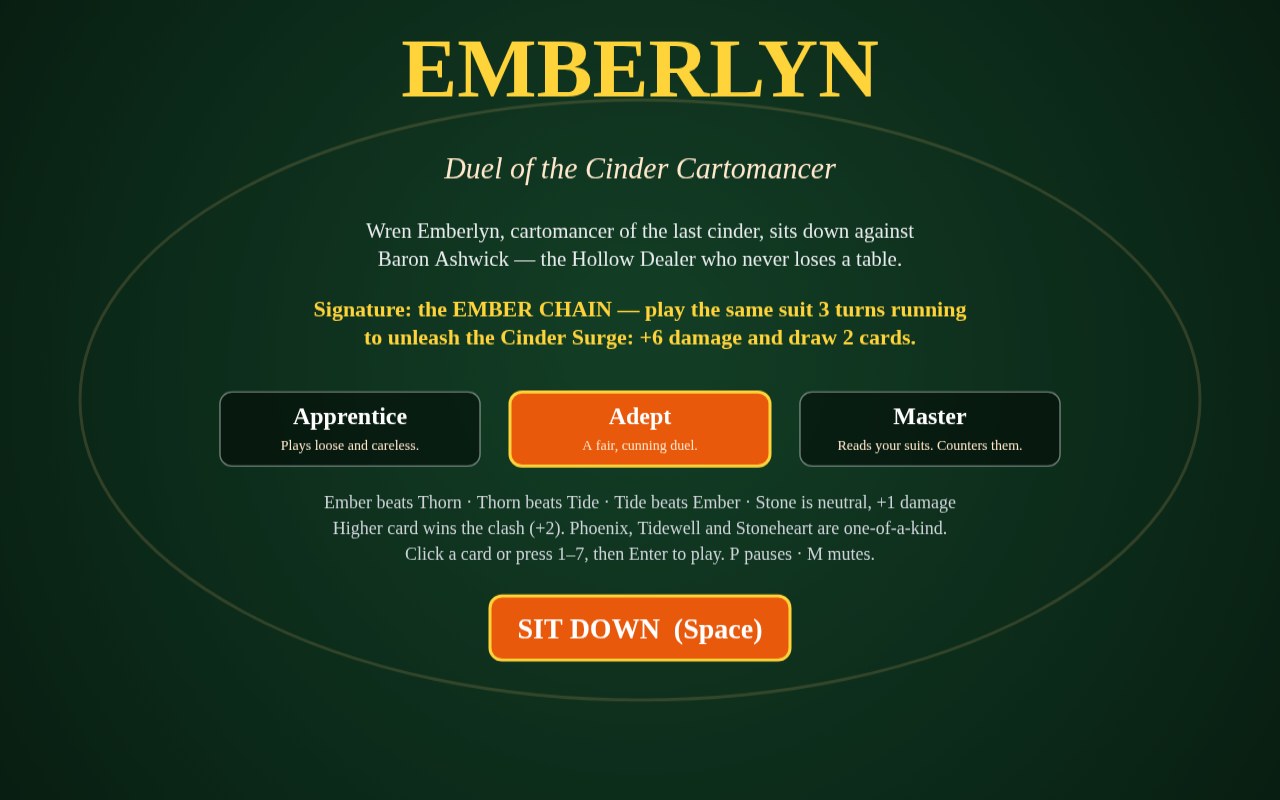 EMBERLYN
Duel of the Cinder Cartomancer
Wren Emberlyn, cartomancer of the last cinder, sits down against
Baron Ashwick — the Hollow Dealer who never loses a table.
Signature: the EMBER CHAIN — play the same suit 3 turns running
to unleash the Cinder Surge: +6 damage and draw 2 cards.
Apprentice
Plays loose and careless.
Adept
A fair, cunning duel.
Master
Reads your suits. Counters them.
Ember beats Thorn · Thorn beats Tide · Tide beats Ember · Stone is neutral, +1 damage
Higher card wins the clash (+2). Phoenix, Tidewell and Stoneheart are one-of-a-kind.
Click a card or press 1–7, then Enter to play. P pauses · M mutes.
SIT DOWN (Space)